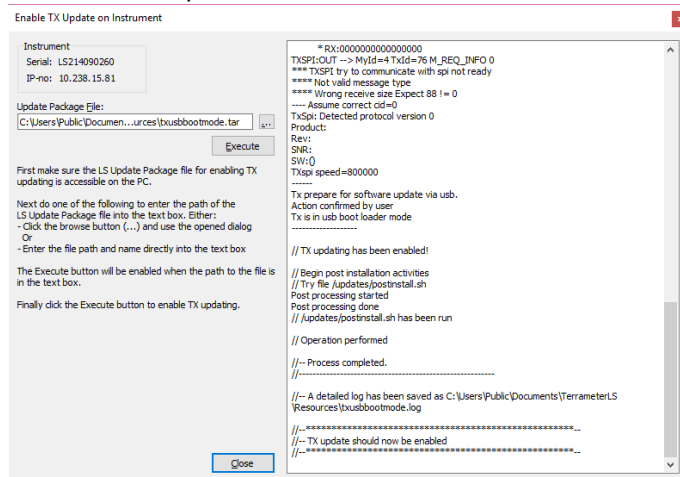 Enable TX Update on Instrument
x
Instrument
Serial: LS214090260
IP-no: 10.238.15.81
Update Package File:
C:\Users\Public\Documen...urces\txusbbootmode.tar
...
Execute
First make sure the LS Update Package file for enabling TX
updating is accessible on the PC.
Next do one of the following to enter the path of the
LS Update Package file into the text box. Either:
- Click the browse button (...) and use the opened dialog
Or
- Enter the file path and name directly into the text box
The Execute button will be enabled when the path to the file is
in the text box.
Finally click the Execute button to enable TX updating.
Close
* RX:0000000000000000
TXSPI:OUT --> MyId=4 TxId=76 M_REQ_INFO 0
*** TXSPI try to communicate with spi not ready
**** Not valid message type
**** Wrong receive size Expect 88 != 0
---- Assume correct cid=0
TxSpi: Detected protocol version 0
Product:
Rev:
SNR:
SW:()
TXspi speed=800000
------
Tx prepare for software update via usb.
Action confirmed by user
Tx is in usb boot loader mode
-------------------
// TX updating has been enabled!
// Begin post installation activities
// Try file /updates/postinstall.sh
Post processing started
Post processing done
// /updates/postinstall.sh has been run
// Operation performed
//-- Process completed.
//---------------------------------------------------------
//-- A detailed log has been saved as C:\Users\Public\Documents\TerrameterLS
\Resources\txusbbootmode.log
//--*******************************************************--
//-- TX update should now be enabled
//--*******************************************************--